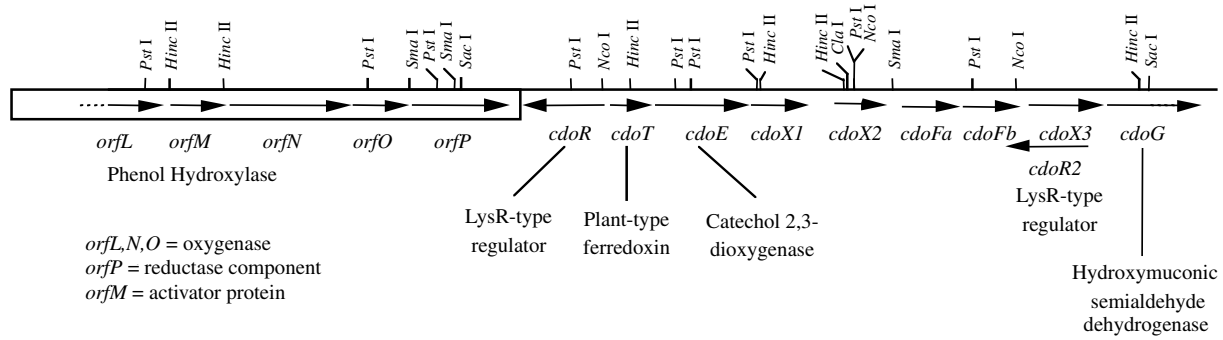 Pst I Hinc II Hinc II Pst I Sma I Pst I Sma I Sac I Pst I Nco I Hinc II Pst I Pst I Pst I Hinc II Hinc II Cla I Pst I Nco I Sma I Pst I Nco I Hinc II Sac I
orfL orfM orfN orfO orfP cdoR cdoT cdoE cdoX1 cdoX2 cdoFa cdoFb cdoX3 cdoG
cdoR2
Phenol Hydroxylase
LysR-type
regulator
Plant-type
ferredoxin
Catechol 2,3-
dioxygenase
LysR-type
regulator
Hydroxymuconic
semialdehyde
dehydrogenase
orfL,N,O = oxygenase
orfP = reductase component
orfM = activator protein